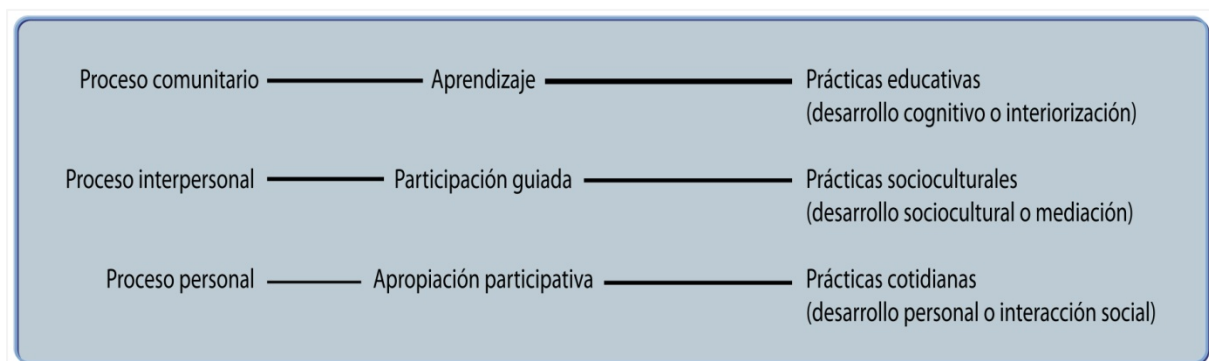 Proceso comunitario Aprendizaje Prácticas educativas
(desarrollo cognitivo o interiorización)
Proceso interpersonal Participación guiada Prácticas socioculturales
(desarrollo sociocultural o mediación)
Proceso personal Apropiación participativa Prácticas cotidianas
(desarrollo personal o interacción social)